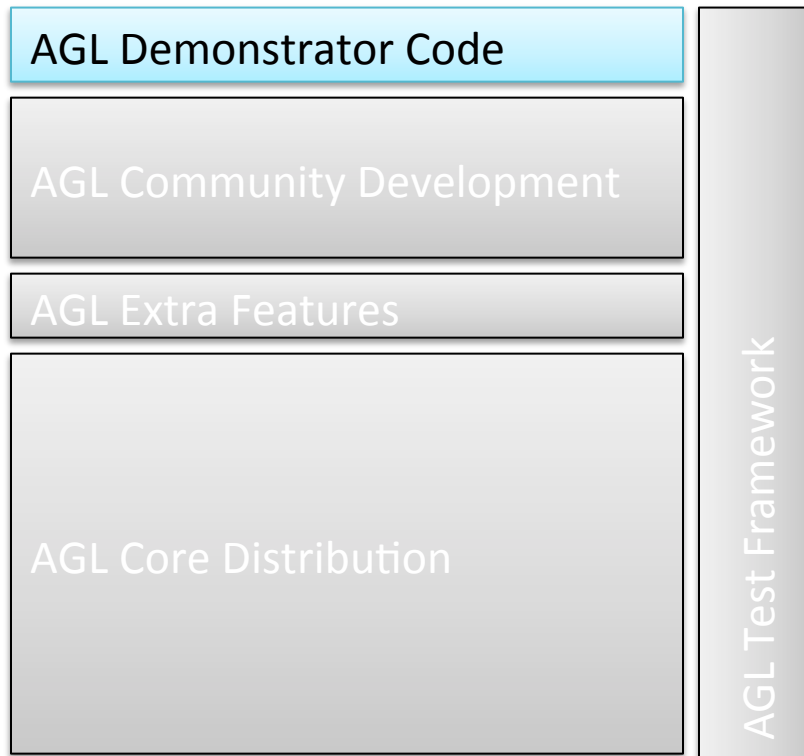 AGL Demonstrator Code
AGL Community Development
AGL Extra Features
AGL Core Distribution
AGL Test Framework